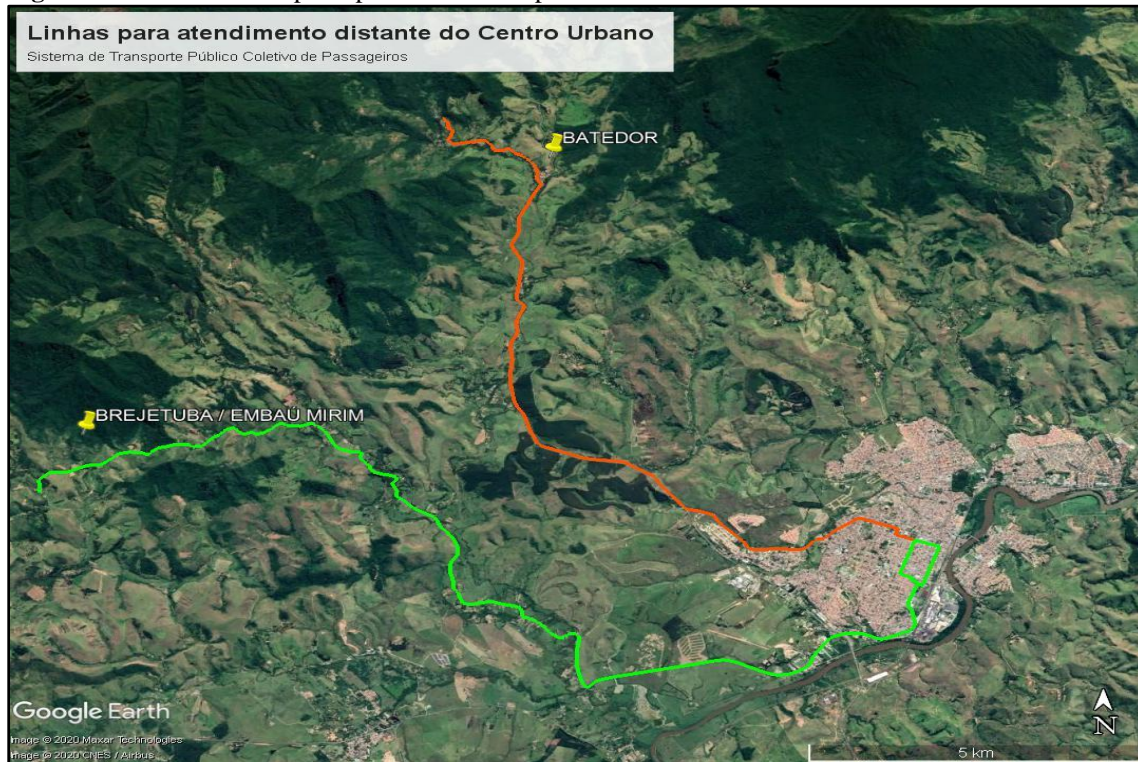 Linhas para atendimento distante do Centro Urbano
Sistema de Transporte Público Coletivo de Passageiros
BATEDOR
BREJETUBA / EMBAÚ MIRIM
Google Earth
Image © 2020 Maxar Technologies
Image © 2020 CNES / Airbus
N
5 km